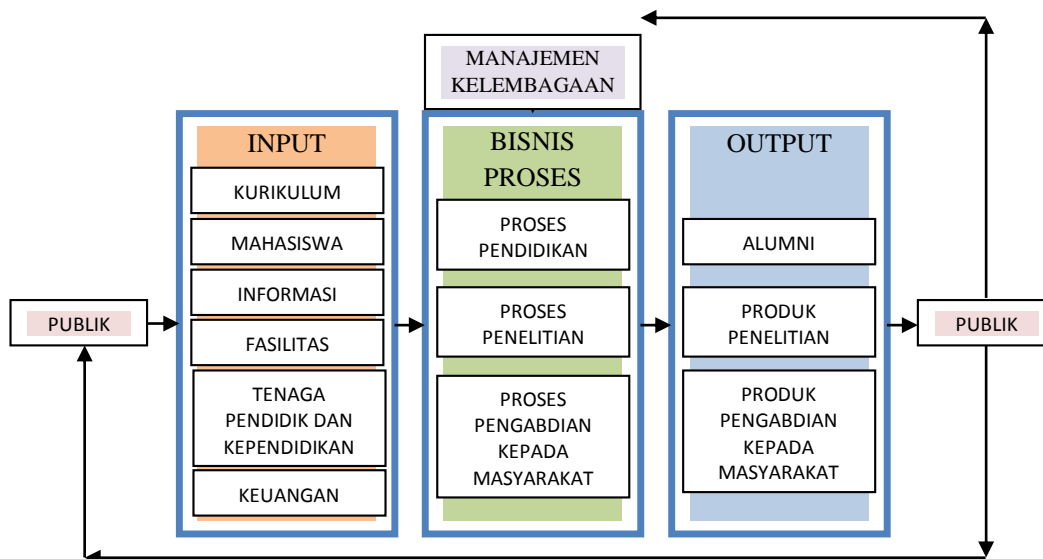 MANAJEMEN
KELEMBAGAAN
PUBLIK
INPUT
KURIKULUM
MAHASISWA
INFORMASI
FASILITAS
TENAGA
PENDIDIK DAN
KEPENDIDIKAN
KEUANGAN
BISNIS
PROSES
PROSES
PENDIDIKAN
PROSES
PENELITIAN
PROSES
PENGABDIAN
KEPADA
MASYARAKAT
OUTPUT
ALUMNI
PRODUK
PENELITIAN
PRODUK
PENGABDIAN
KEPADA
MASYARAKAT
PUBLIK